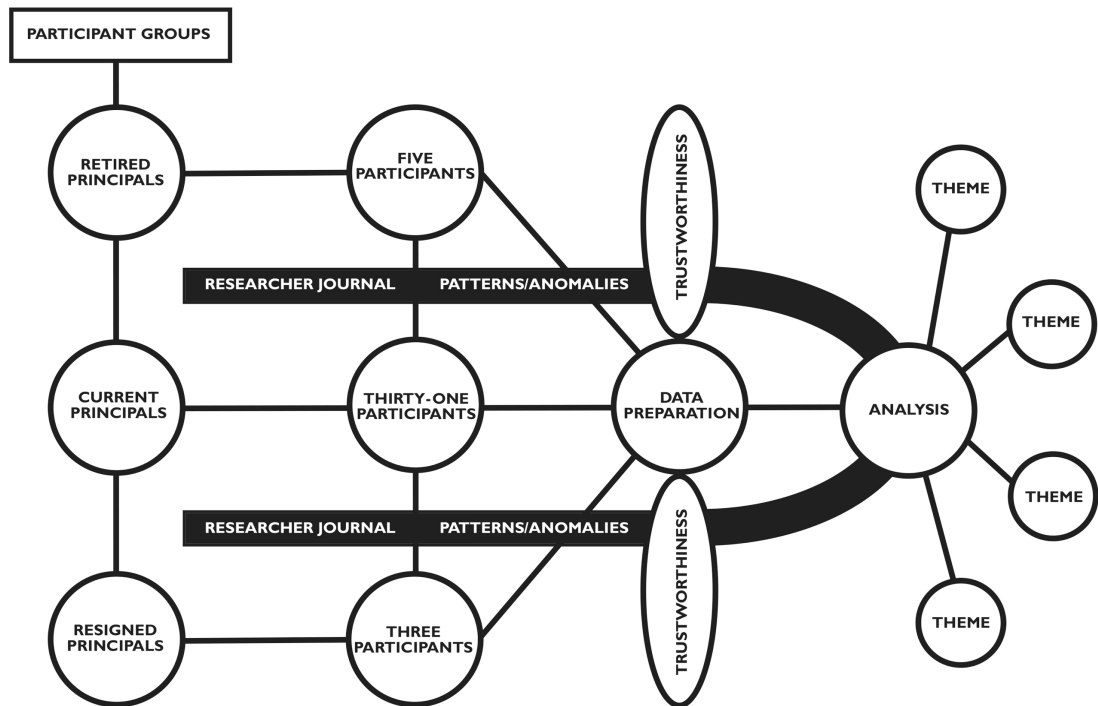 PARTICIPANT GROUPS
RETIRED
PRINCIPALS
FIVE
PARTICIPANTS
TRUSTWORTHINESS
THEME
RESEARCHER JOURNAL
PATTERNS/ANOMALIES
THEME
CURRENT
PRINCIPALS
THIRTY-ONE
PARTICIPANTS
DATA
PREPARATION
ANALYSIS
THEME
RESEARCHER JOURNAL
PATTERNS/ANOMALIES
TRUSTWORTHINESS
THEME
RESIGNED
PRINCIPALS
THREE
PARTICIPANTS